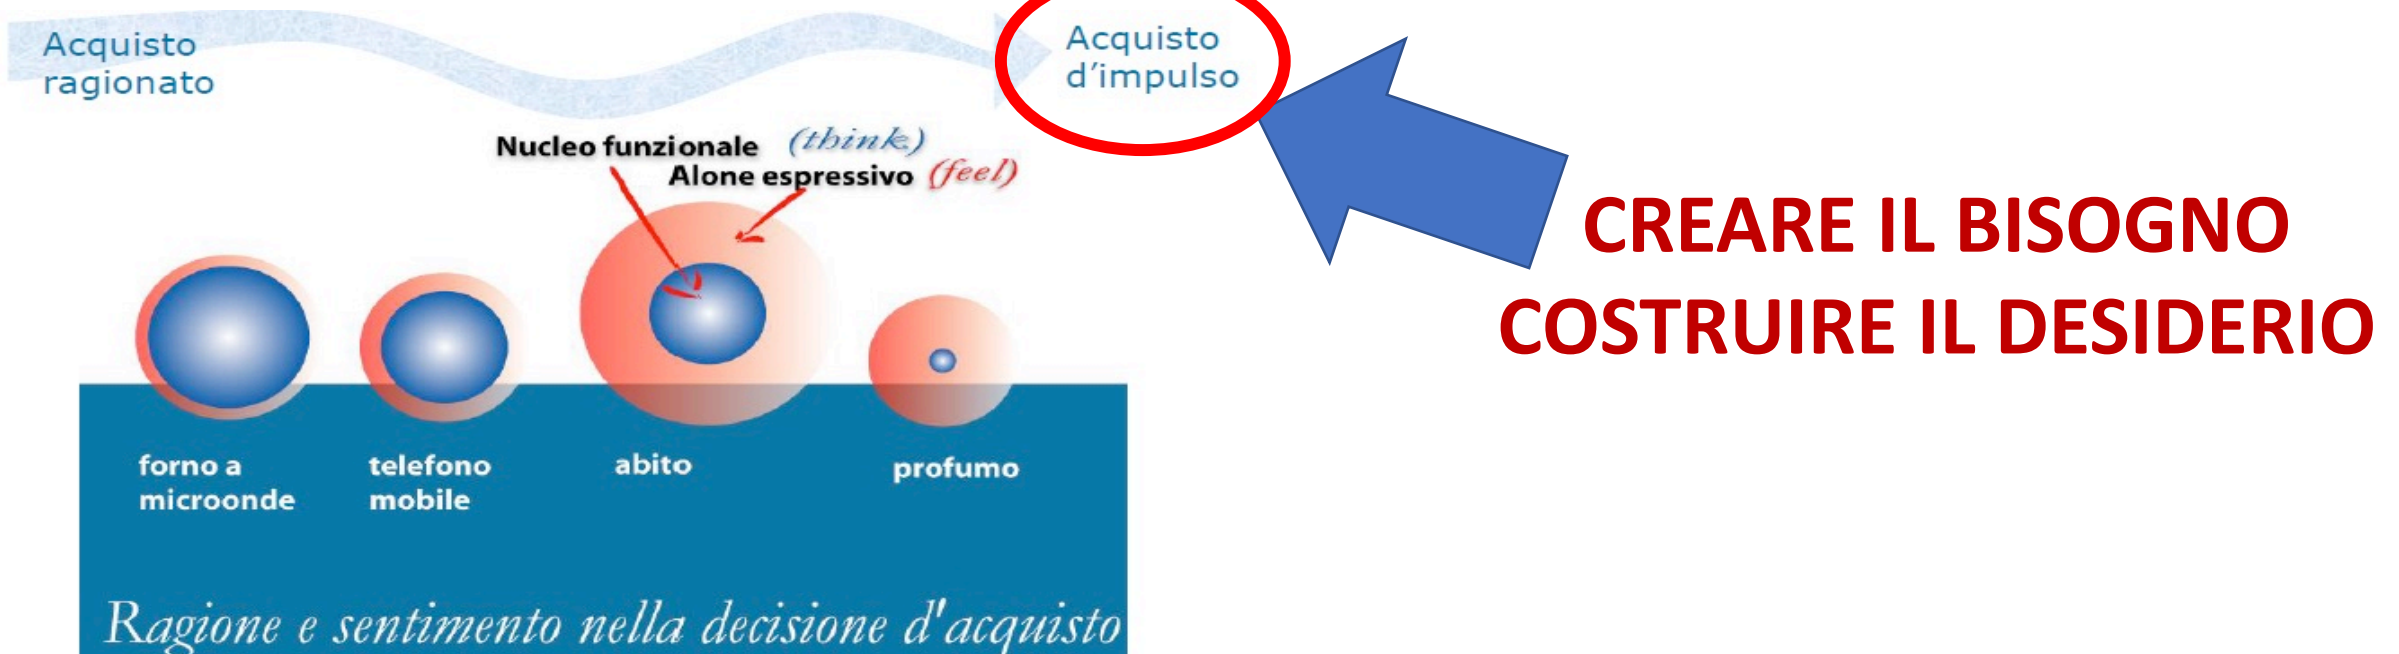 Acquisto
ragionato
Acquisto
d'impulso
Nucleo funzionale (think)
Alone espressivo (feel)
CREARE IL BISOGNO
COSTRUIRE IL DESIDERIO
forno a
microonde
telefono
mobile
abito
profumo
Ragione e sentimento nella decisione d'acquisto